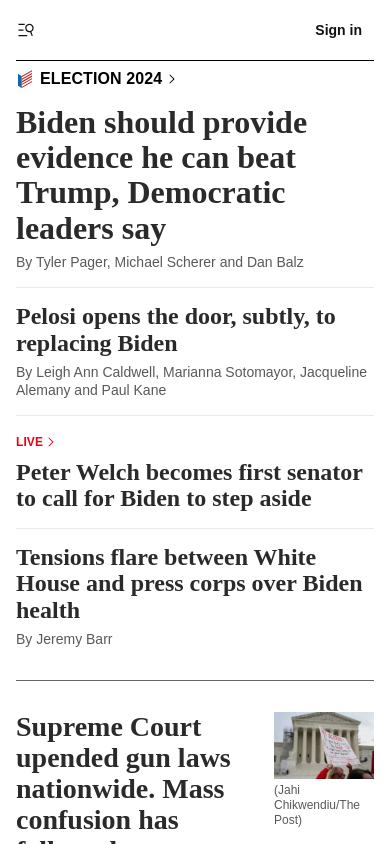 Sign in
ELECTION 2024
Biden should provide
evidence he can beat
Trump, Democratic
leaders say
By Tyler Pager, Michael Scherer and Dan Balz
Pelosi opens the door, subtly, to
replacing Biden
By Leigh Ann Caldwell, Marianna Sotomayor, Jacqueline
Alemany and Paul Kane
LIVE
Peter Welch becomes first senator
to call for Biden to step aside
Tensions flare between White
House and press corps over Biden
health
By Jeremy Barr
Supreme Court
upended gun laws
nationwide. Mass
confusion has
(Jahi
Chikwendiu/The
Post)